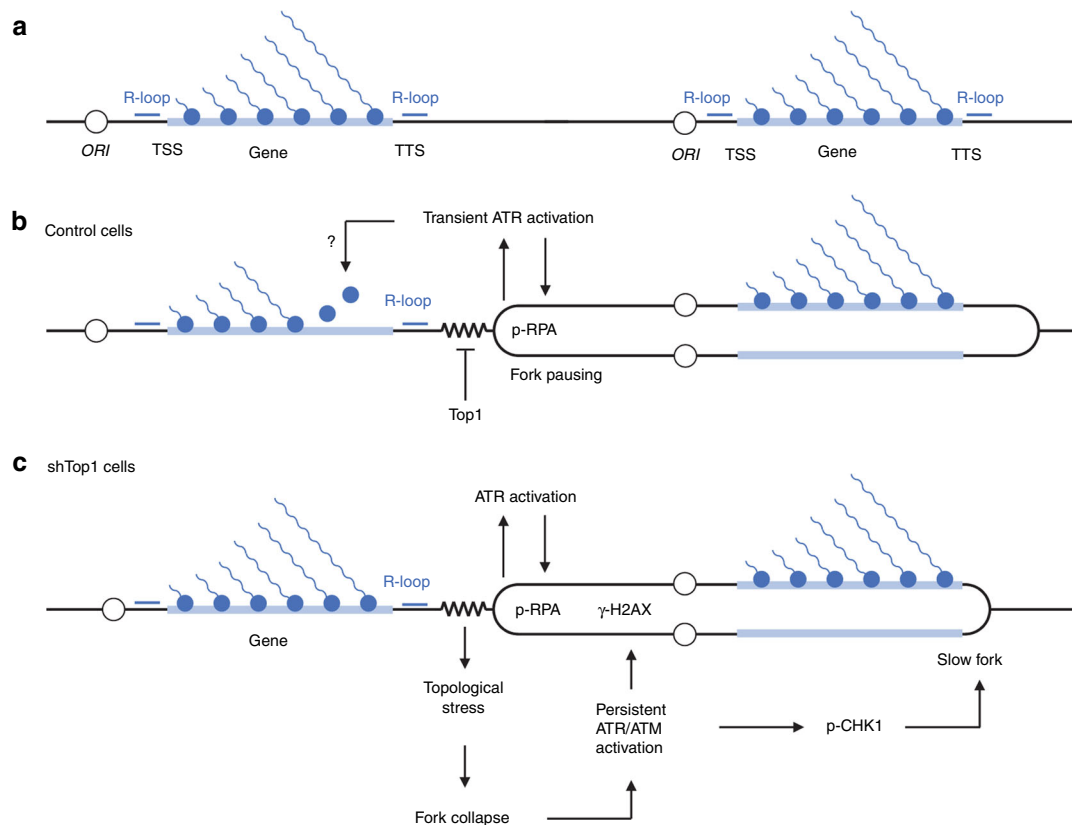 a
R-loop
R-loop
R-loop
R-loop
ORI
TSS
Gene
TTS
ORI
TSS
Gene
TTS
b
Control cells
Transient ATR activation
?
R-loop
p-RPA
Fork pausing
Top1
c
shTop1 cells
ATR activation
R-loop
p-RPA
γ-H2AX
Gene
Slow fork
Topological
stress
Persistent
ATR/ATM
activation
p-CHK1
Fork collapse